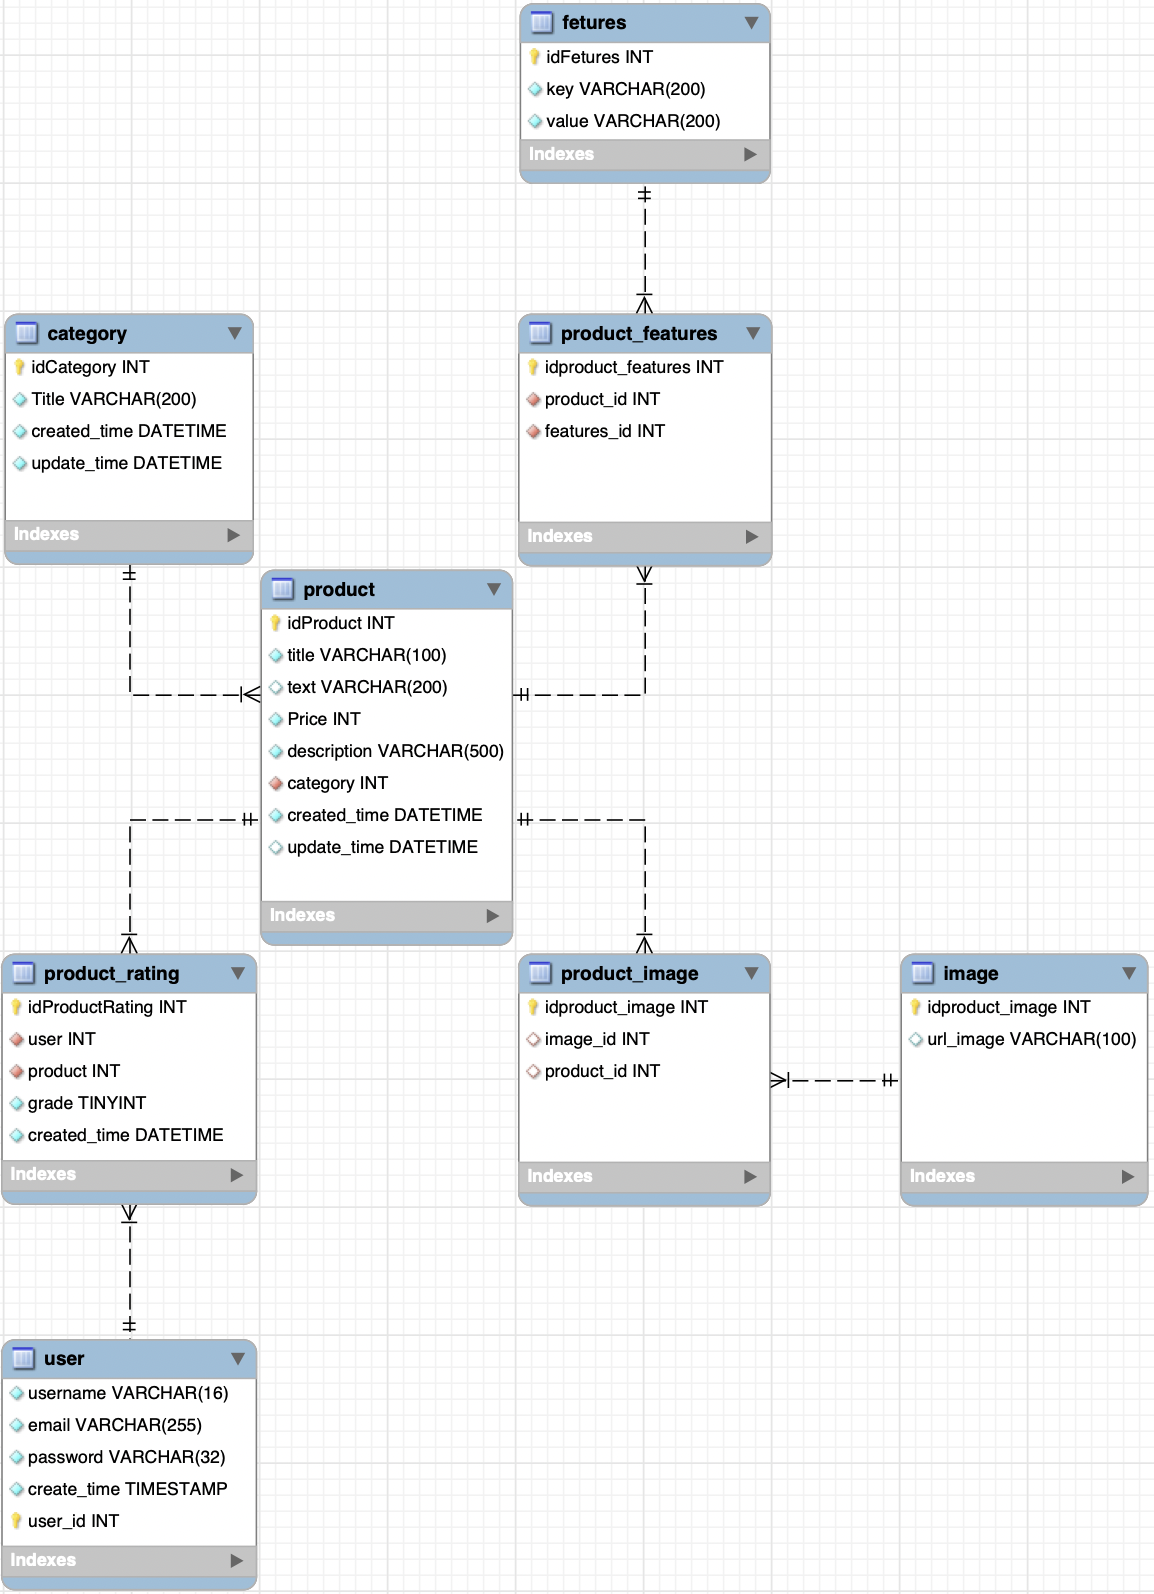 fetures
idFetures INT
key VARCHAR(200)
value VARCHAR(200)
Indexes
category
idCategory INT
Title VARCHAR(200)
created_time DATETIME
update_time DATETIME
Indexes
product_features
idproduct_features INT
product_id INT
features_id INT
Indexes
product
idProduct INT
title VARCHAR(100)
text VARCHAR(200)
Price INT
description VARCHAR(500)
category INT
created_time DATETIME
update_time DATETIME
Indexes
product_rating
idProductRating INT
user INT
product INT
grade TINYINT
created_time DATETIME
Indexes
product_image
idproduct_image INT
image_id INT
product_id INT
Indexes
image
idproduct_image INT
url_image VARCHAR(100)
Indexes
user
username VARCHAR(16)
email VARCHAR(255)
password VARCHAR(32)
create_time TIMESTAMP
user_id INT
Indexes